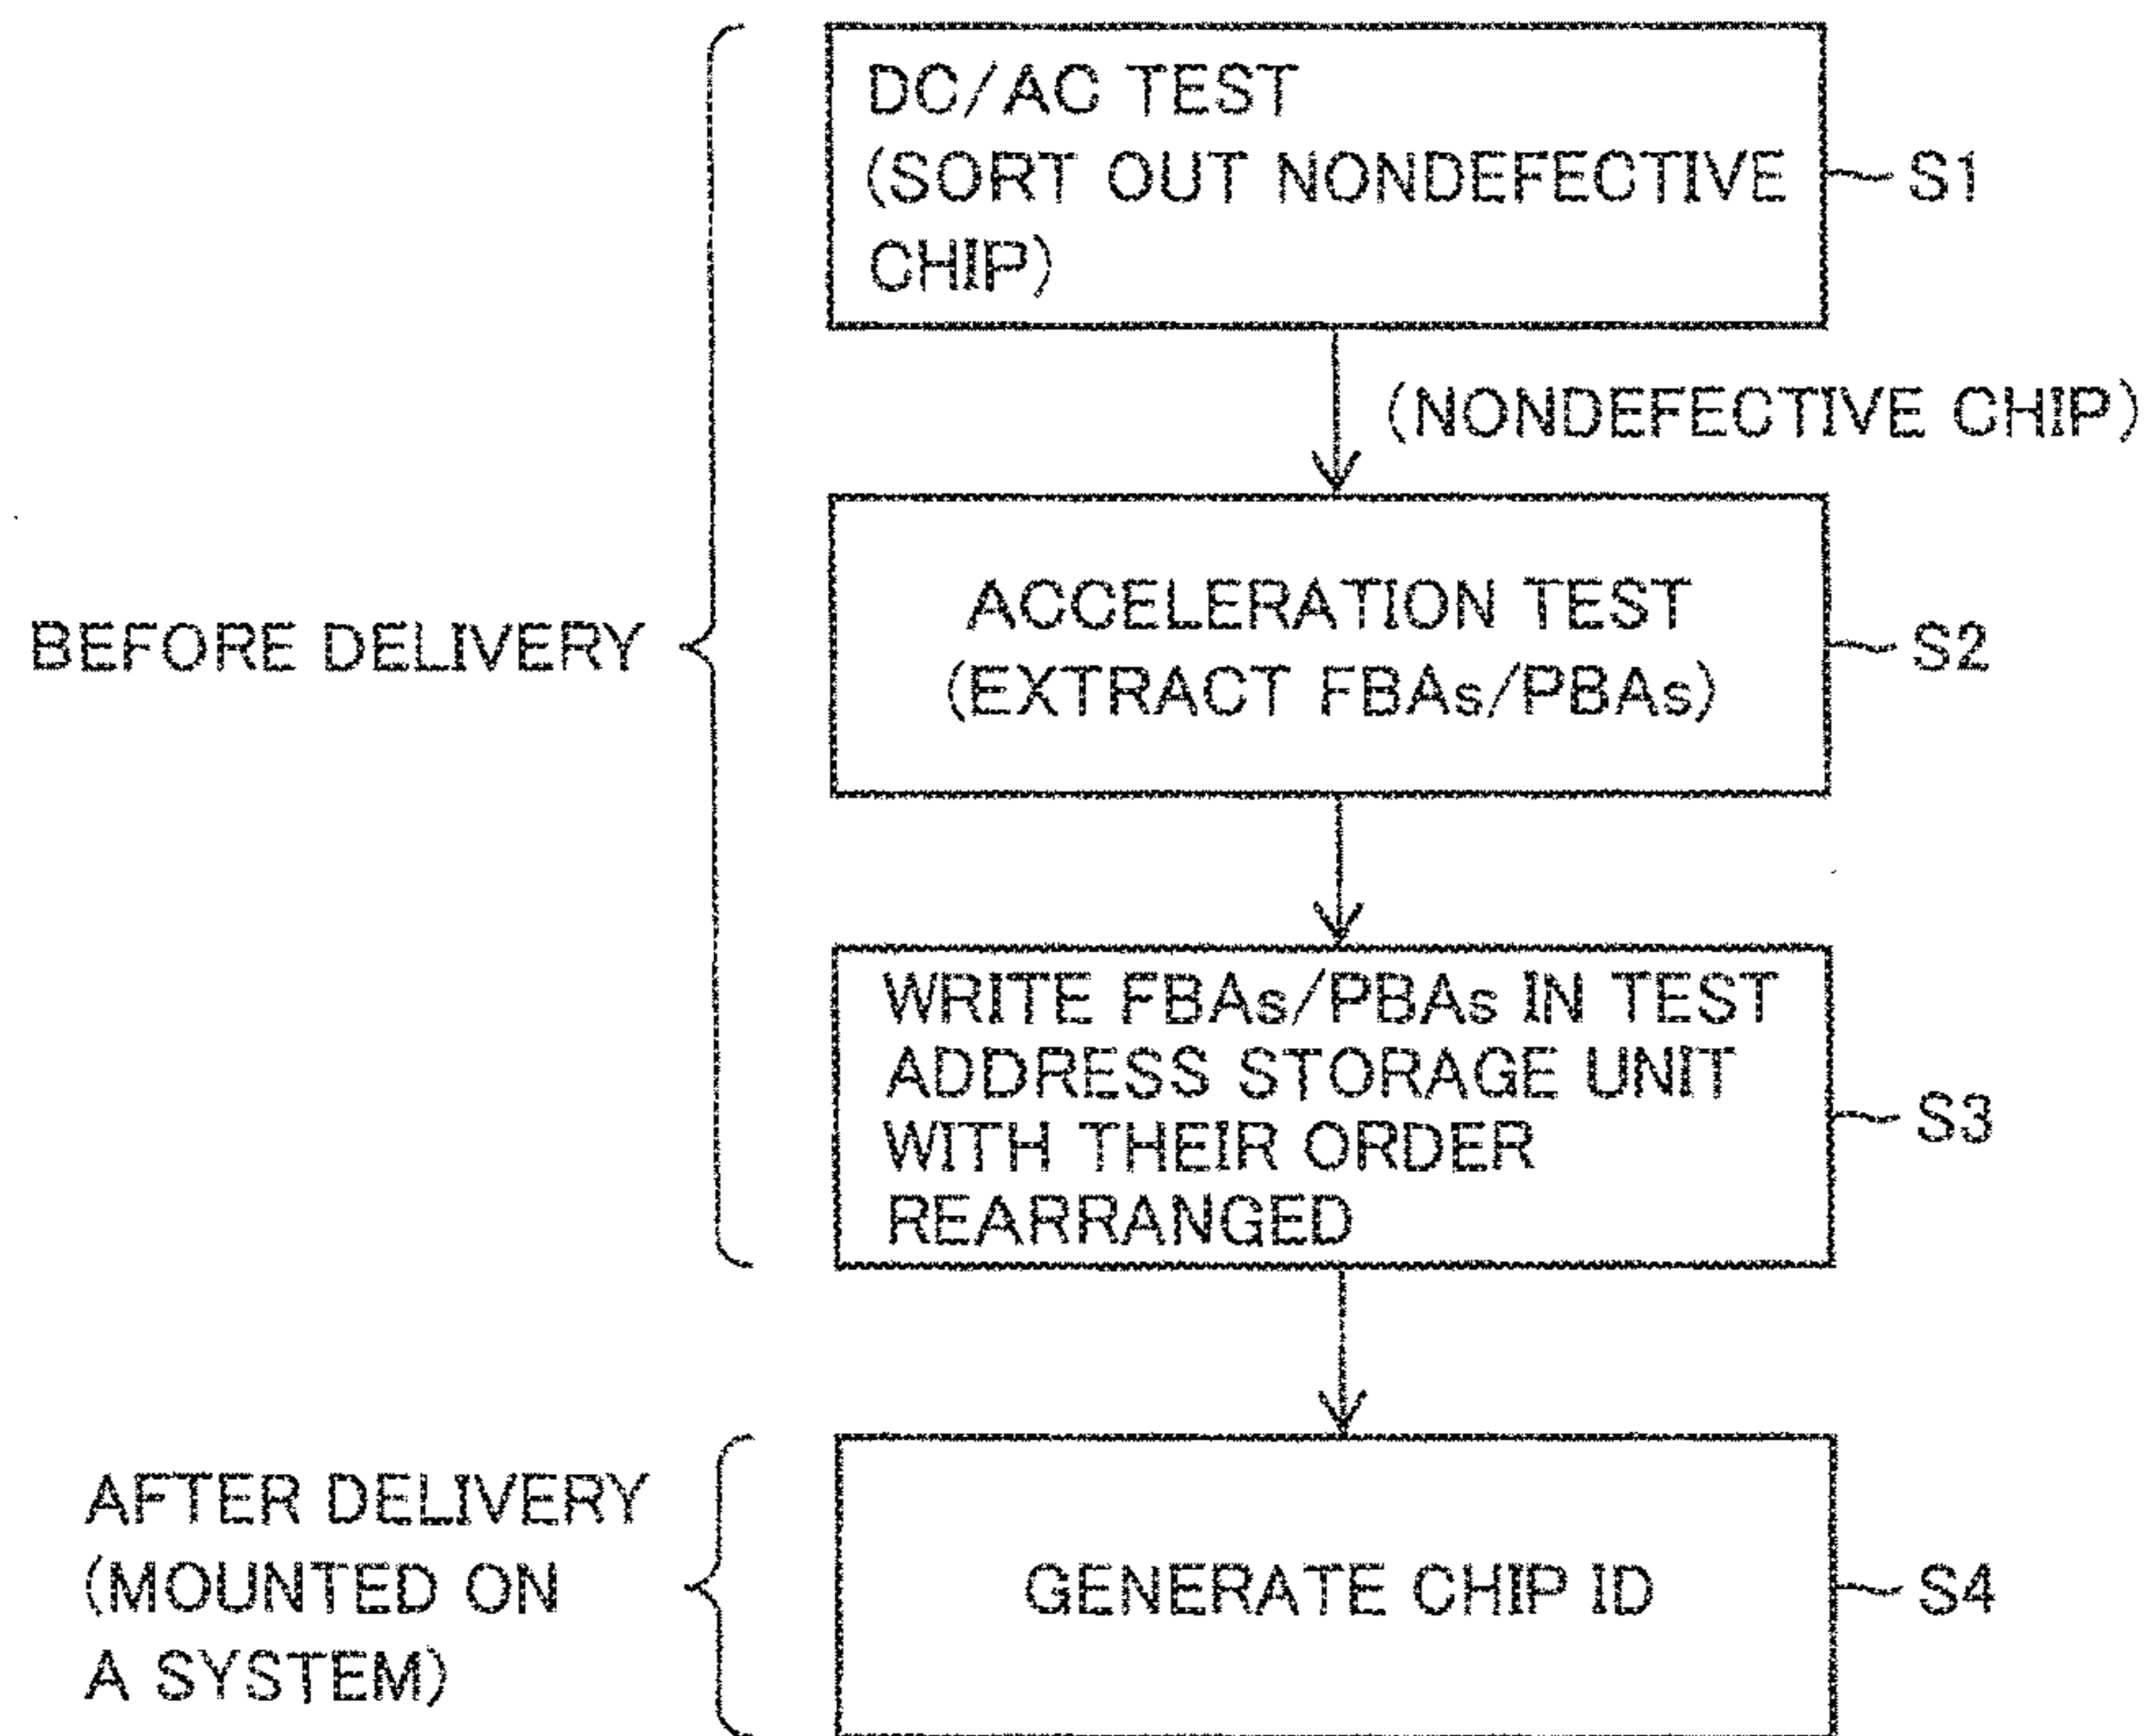 DC/AC TEST
(SORT OUT NONDEFECTIVE
CHIP)
S1
(NONDEFECTIVE CHIP)
BEFORE DELIVERY
ACCELERATION TEST
(EXTRACT FBAs/PBAs)
S2
WRITE FBAs/PBAs IN TEST
ADDRESS STORAGE UNIT
WITH THEIR ORDER
REARRANGED
S3
AFTER DELIVERY
(MOUNTED ON
A SYSTEM)
GENERATE CHIP ID
S4